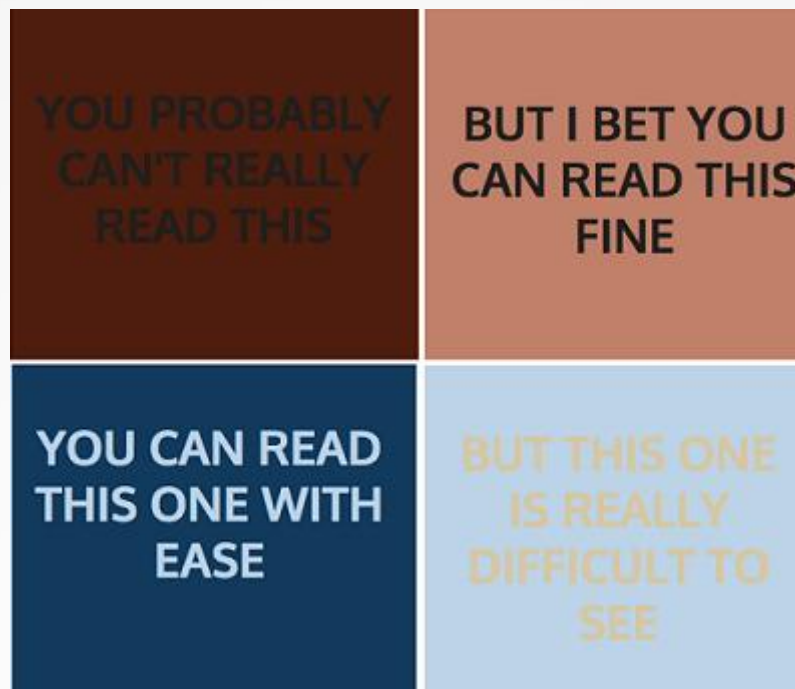 YOU PROBABLY
CAN'T REALLY
READ THIS
BUT I BET YOU
CAN READ THIS
FINE
YOU CAN READ
THIS ONE WITH
EASE
BUT THIS ONE
IS REALLY
DIFFICULT TO
SEE